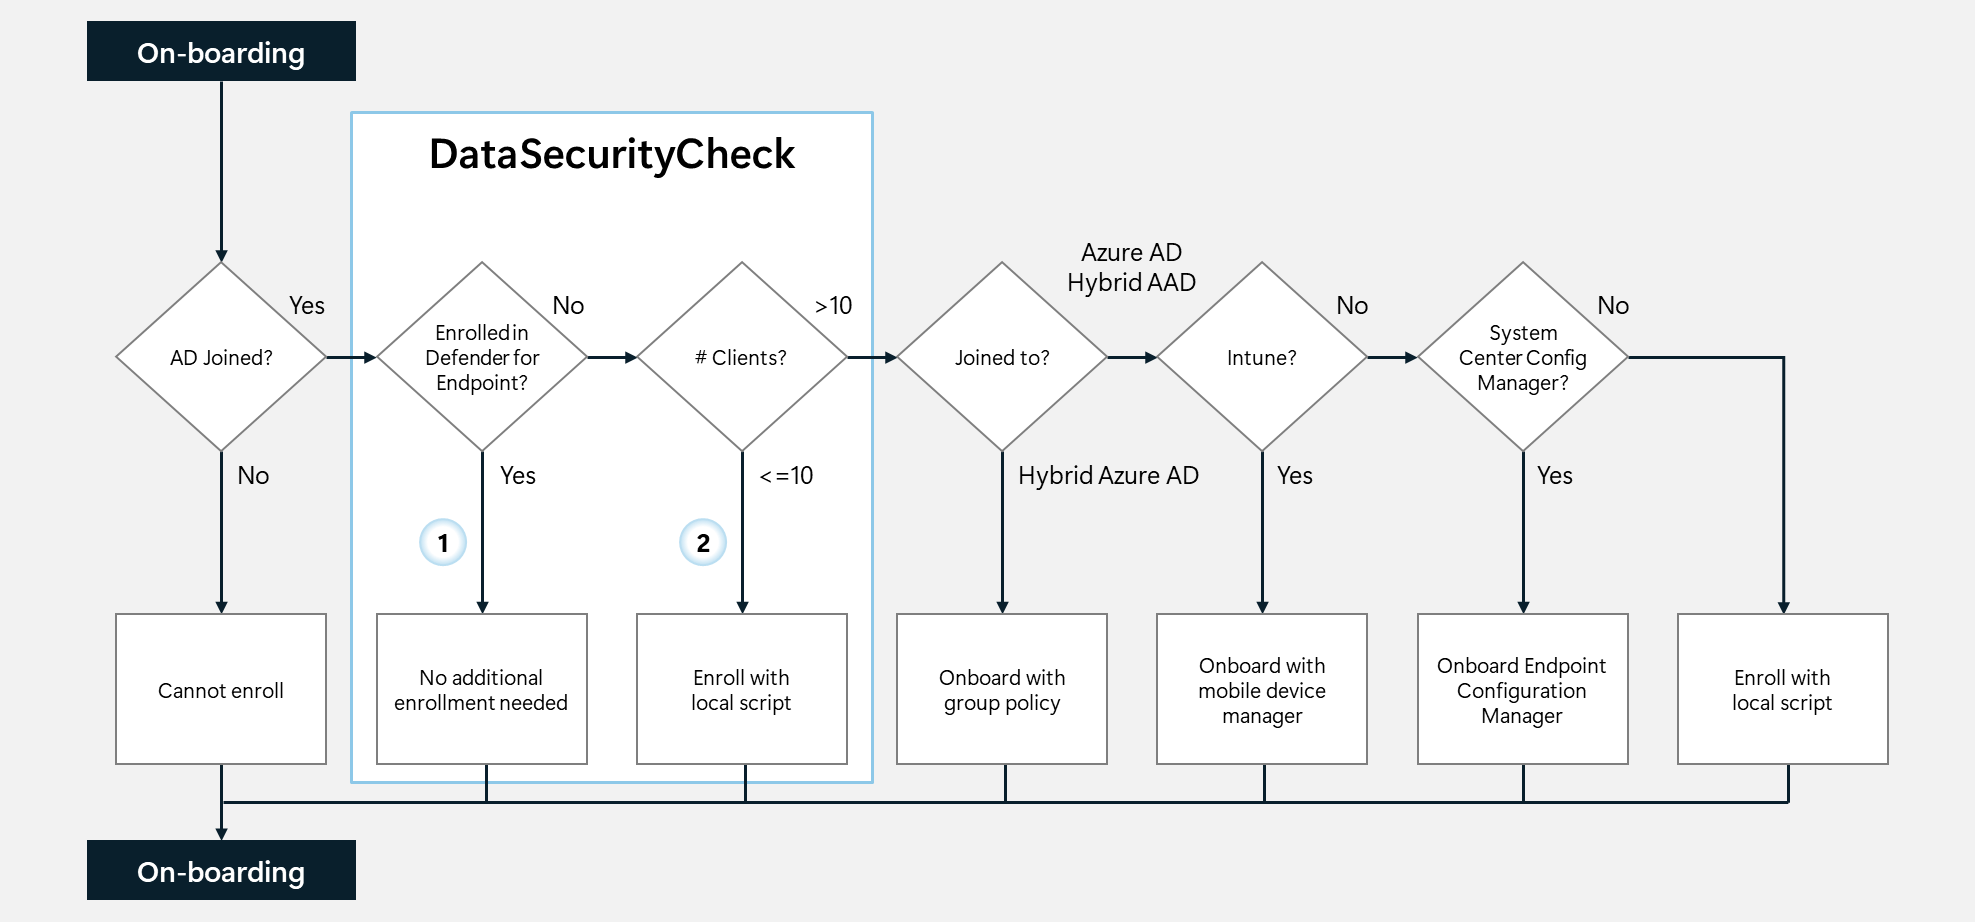 On-boarding
DataSecurityCheck
AD Joined?
Yes
No
Enrolled in
Defender for
Endpoint?
No
Yes
# Clients?
>10
<=10
Joined to?
Azure AD
Hybrid AAD
Hybrid Azure AD
Intune?
No
Yes
System
Center Config
Manager?
No
Yes
1
2
Cannot enroll
No additional
enrollment needed
Enroll with
local script
Onboard with
group policy
Onboard with
mobile device
manager
Onboard Endpoint
Configuration
Manager
Enroll with
local script
On-boarding